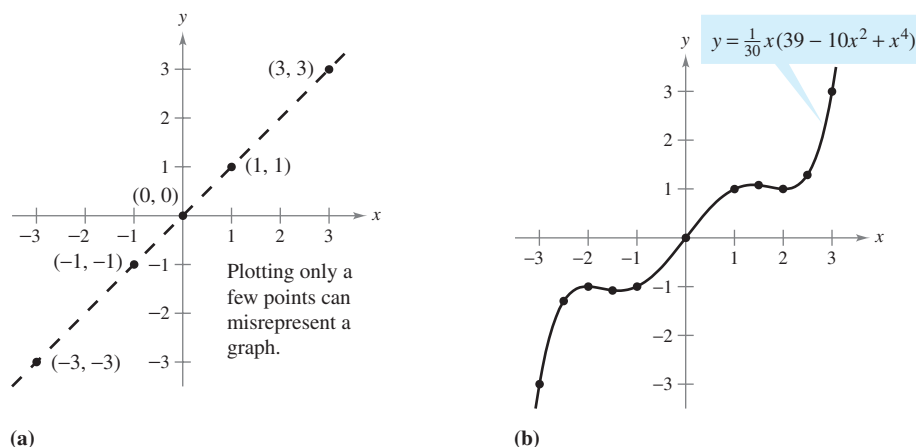 y
3
2
1
−1
−2
−3
−3 −2 −1 1 2 3
x
(3, 3)
(1, 1)
(0, 0)
(−1, −1)
(−3, −3)
Plotting only a
few points can
misrepresent a
graph.
(a)
y = 1/30 x(39 − 10x² + x⁴)
y
3
2
1
−1
−2
−3
−3 −2 −1 1 2 3
x
(b)